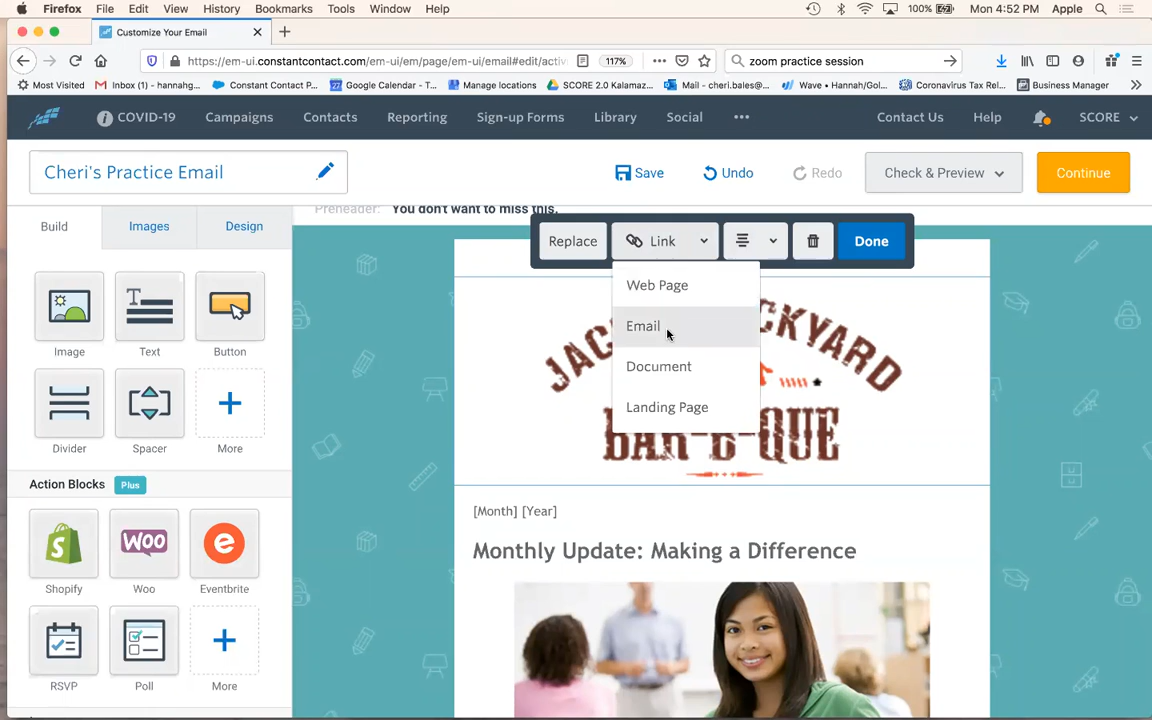 Firefox File Edit View History Bookmarks Tools Window Help 100% Mon 4:52 PM Apple
Customize Your Email
https://em-ui.constantcontact.com/em-ui/em/page/em-ui/email#edit/activ 117% zoom practice session
Most Visited Inbox (1) - hannahg... Constant Contact P... Google Calendar - T... Manage locations SCORE 2.0 Kalamaz... Mail - cheri.bales@... Wave • Hannah/Gol... Coronavirus Tax Rel... Business Manager
COVID-19 Campaigns Contacts Reporting Sign-up Forms Library Social Contact Us Help SCORE
Cheri's Practice Email Save Undo Redo Check & Preview Continue
Preheader: You don't want to miss this.
Build Images Design
Replace Link Done
Web Page
Email
Document
Landing Page
Image Text Button
Divider Spacer More
Action Blocks Plus
Shopify Woo Eventbrite
RSVP Poll More
BAR-B-QUE
[Month] [Year]
Monthly Update: Making a Difference